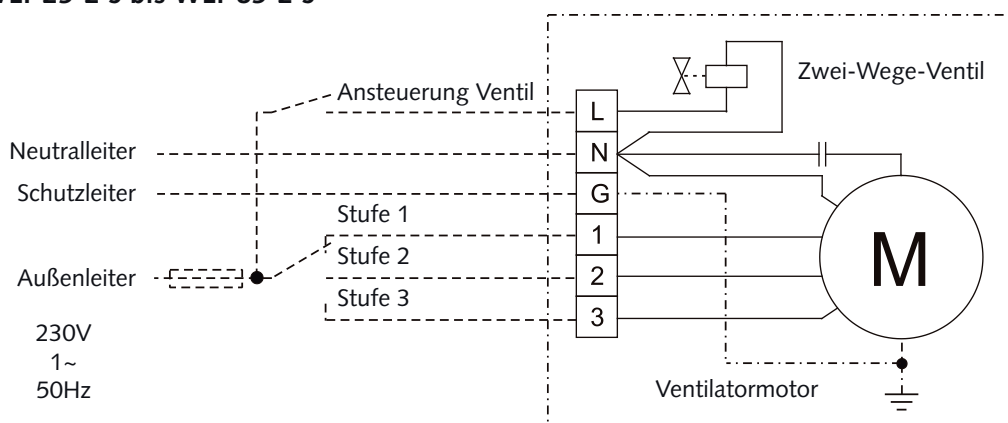 Zwei-Wege-Ventil
Ansteuerung Ventil
L
Neutralleiter
N
Schutzleiter
G
Stufe 1
1
M
Stufe 2
Außenleiter
2
Stufe 3
3
230V
1~
50Hz
Ventilatormotor